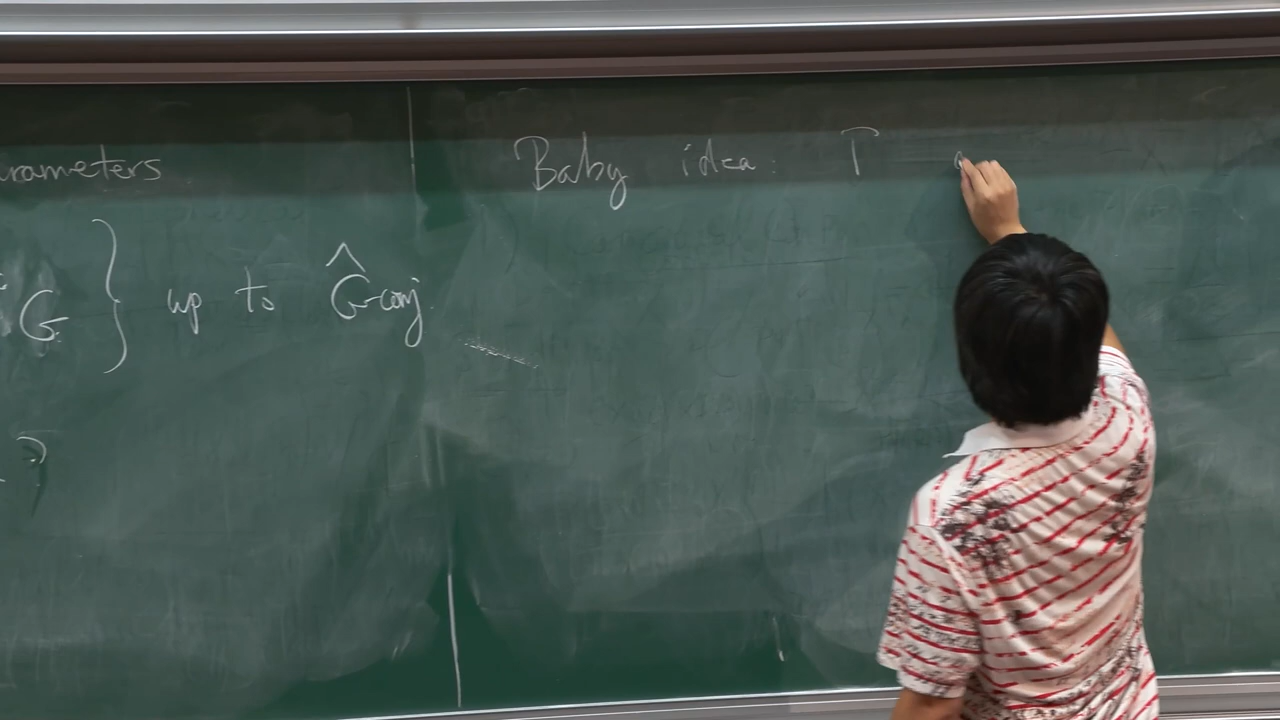 rameters
G } up to Ĝ-conj.
)
Baby idea: Γ